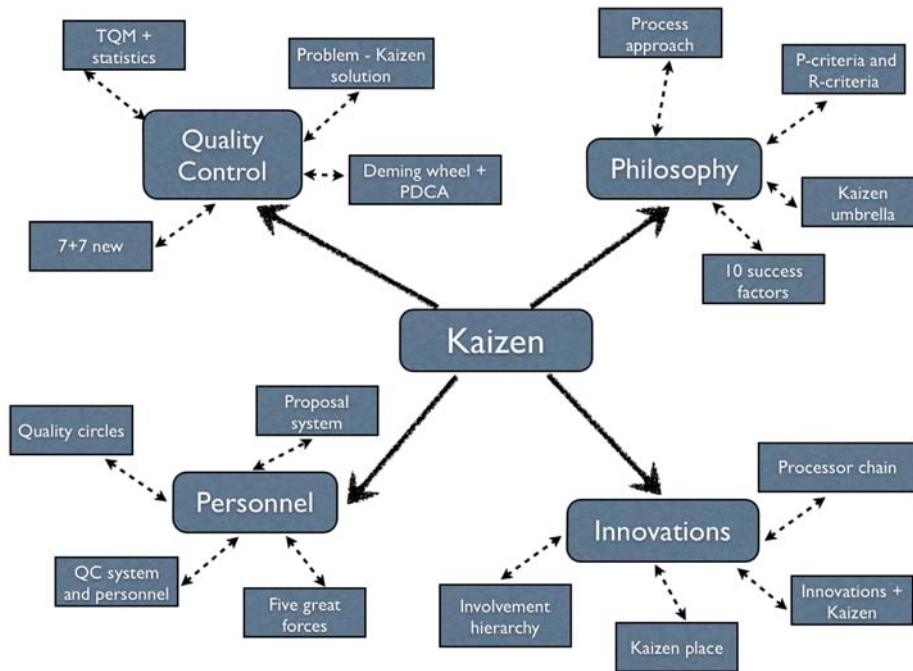 TQM +
statistics
Problem - Kaizen
solution
Quality
Control
Deming wheel +
PDCA
7+7 new
Process
approach
P-criteria and
R-criteria
Philosophy
Kaizen
umbrella
10 success
factors
Kaizen
Proposal
system
Quality circles
Personnel
QC system
and personnel
Five great
forces
Processor chain
Innovations
Involvement
hierarchy
Kaizen place
Innovations +
Kaizen